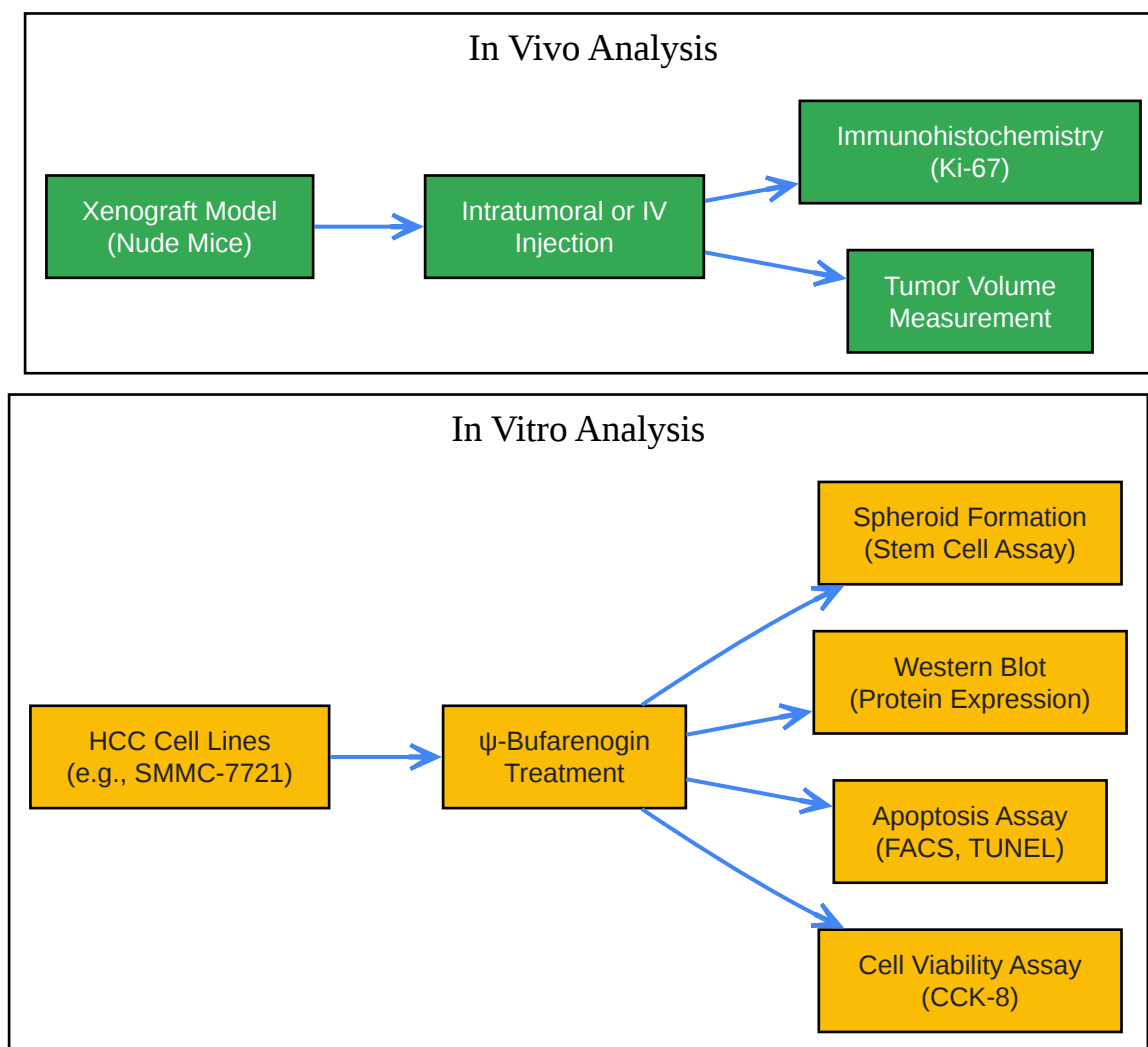 In Vivo Analysis
Immunohistochemistry
(Ki-67)
Xenograft Model
(Nude Mice)
Intratumoral or IV
Injection
Tumor Volume
Measurement
In Vitro Analysis
Spheroid Formation
(Stem Cell Assay)
Western Blot
(Protein Expression)
HCC Cell Lines
(e.g., SMMC-7721)
ψ-Bufarenogin
Treatment
Apoptosis Assay
(FACS, TUNEL)
Cell Viability Assay
(CCK-8)